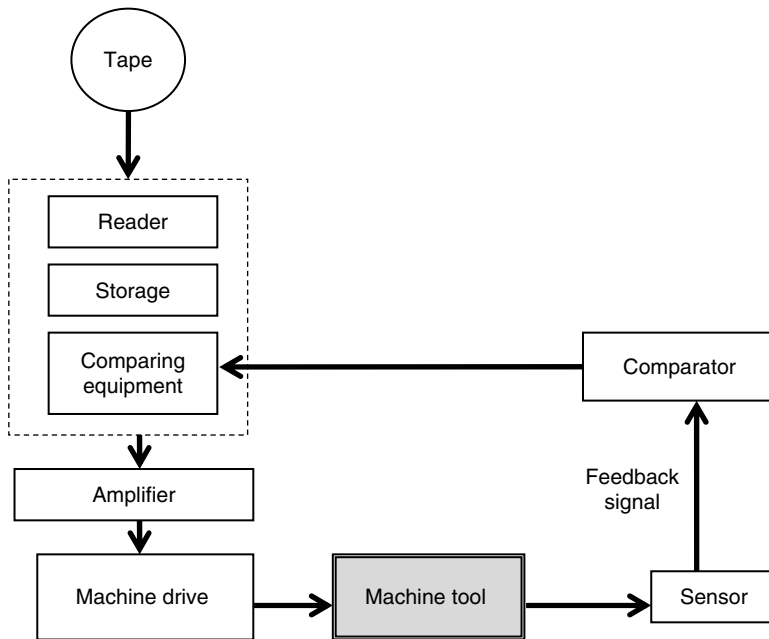 Tape
Reader
Storage
Comparing
equipment
Comparator
Feedback
signal
Amplifier
Machine drive
Machine tool
Sensor